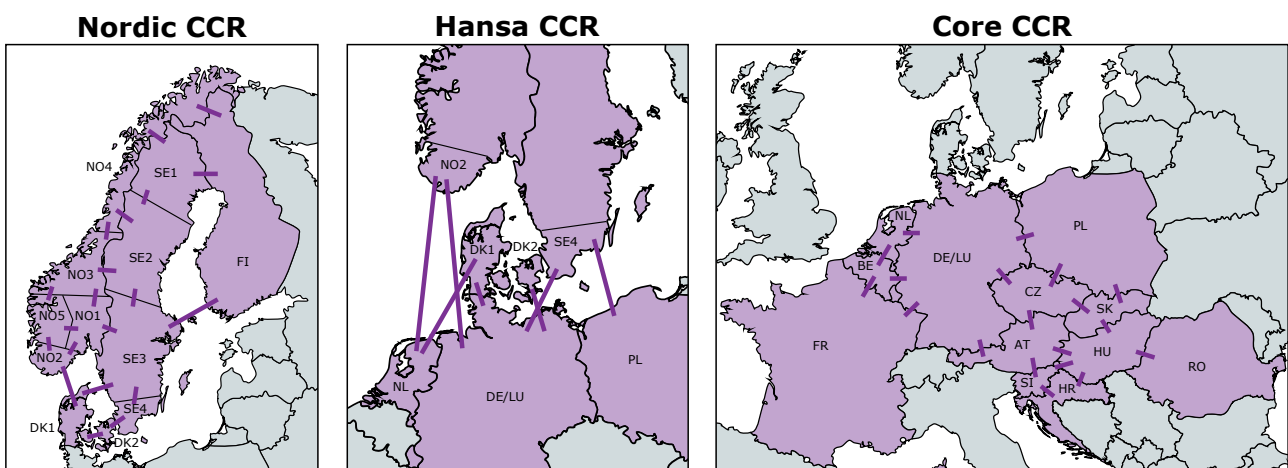 Nordic CCR
NO4
SE1
SE2
FI
NO3
NO5
NO1
NO2
SE3
SE4
DK1
DK2
Hansa CCR
NO2
DK1
DK2
SE4
PL
NL
DE/LU
Core CCR
NL
PL
BE
DE/LU
CZ
SK
FR
AT
HU
RO
SI
HR